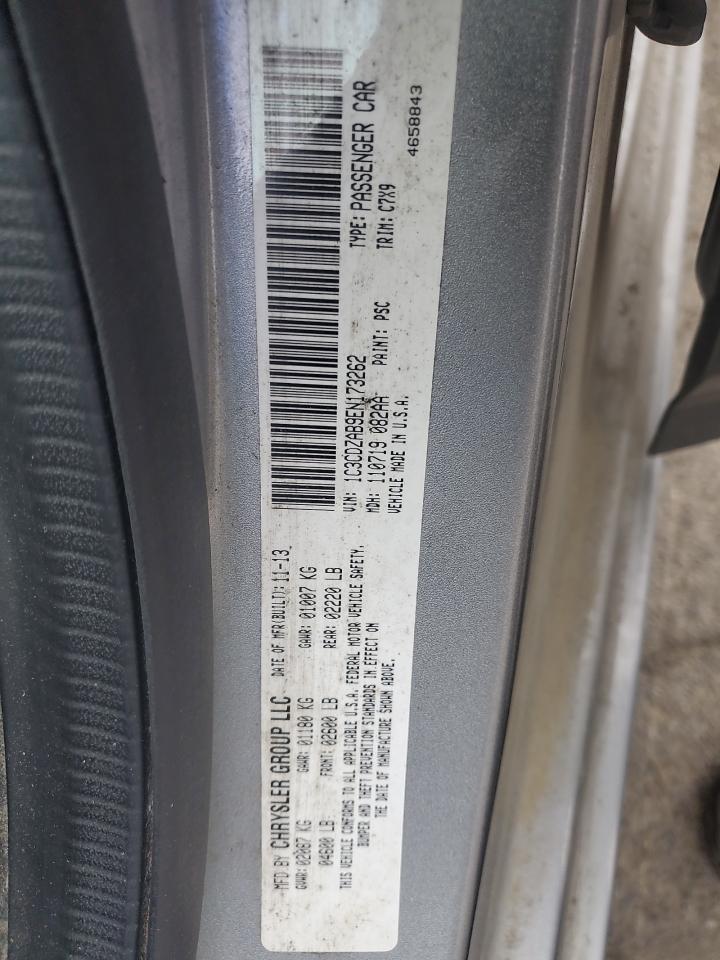 MFD BY CHRYSLER GROUP LLC DATE OF MFR(BUILT): 11-13
GVWR: 02087 KG GAWR: 01180 KG GAWR: 01007 KG
04600 LB FRONT: 02600 LB REAR: 02220 LB
THIS VEHICLE CONFORMS TO ALL APPLICABLE U.S.A. FEDERAL MOTOR VEHICLE SAFETY,
BUMPER AND THEFT PREVENTION STANDARDS IN EFFECT ON
THE DATE OF MANUFACTURE SHOWN ABOVE.
VIN: 1C3CDZAB9EN173262 TYPE: PASSENGER CAR
MDH: 110719 082AA PAINT: PSC TRIM: C7X9
VEHICLE MADE IN U.S.A.
4658843